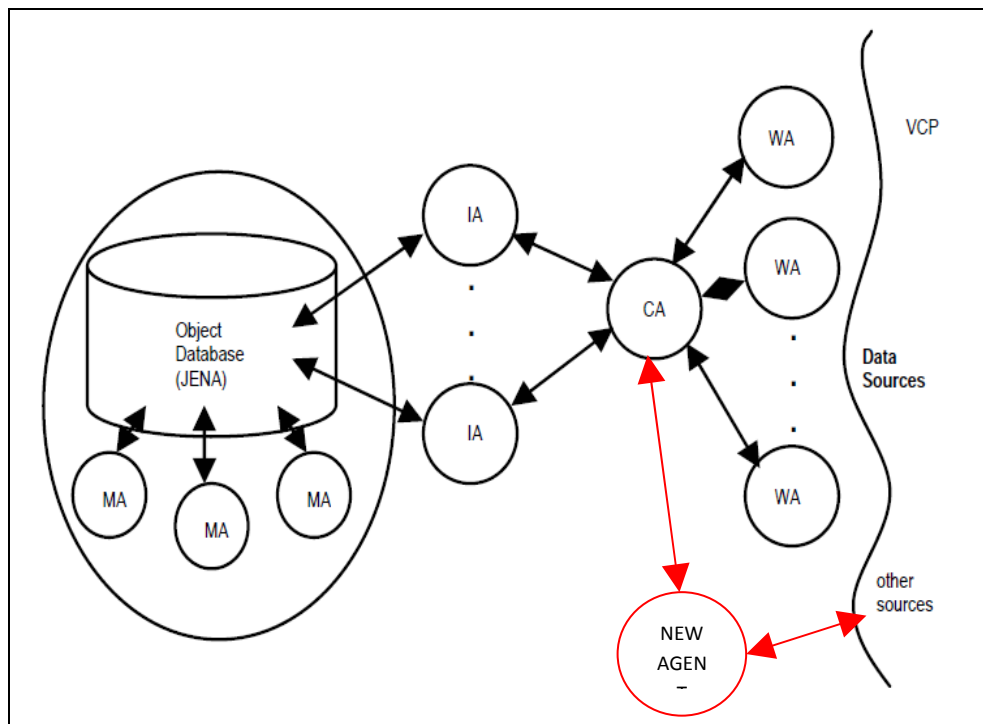 Object
Database
(JENA)
MA
MA
MA
IA
IA
CA
WA
WA
WA
VCP
Data
Sources
other
sources
NEW
AGEN